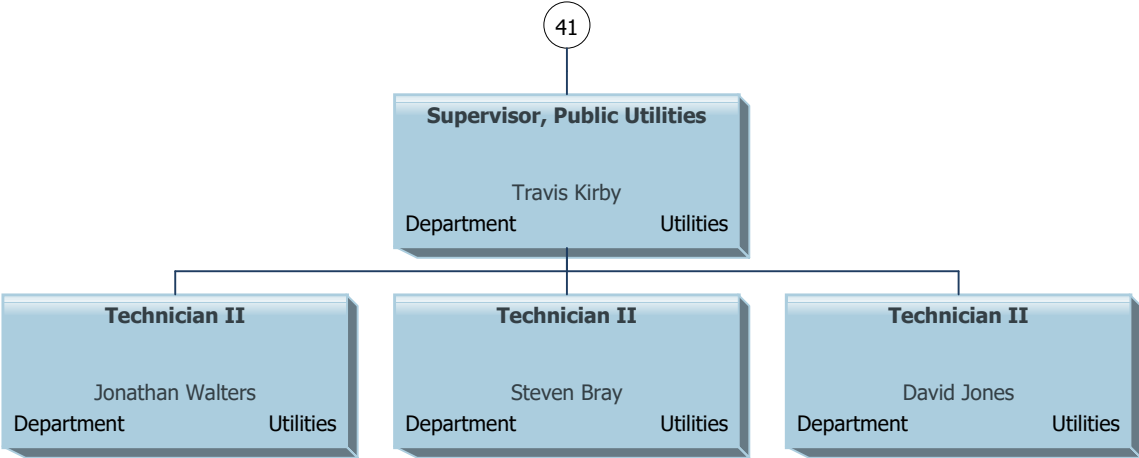 41
Supervisor, Public Utilities
Travis Kirby
Department Utilities
Technician II
Jonathan Walters
Department Utilities
Technician II
Steven Bray
Department Utilities
Technician II
David Jones
Department Utilities